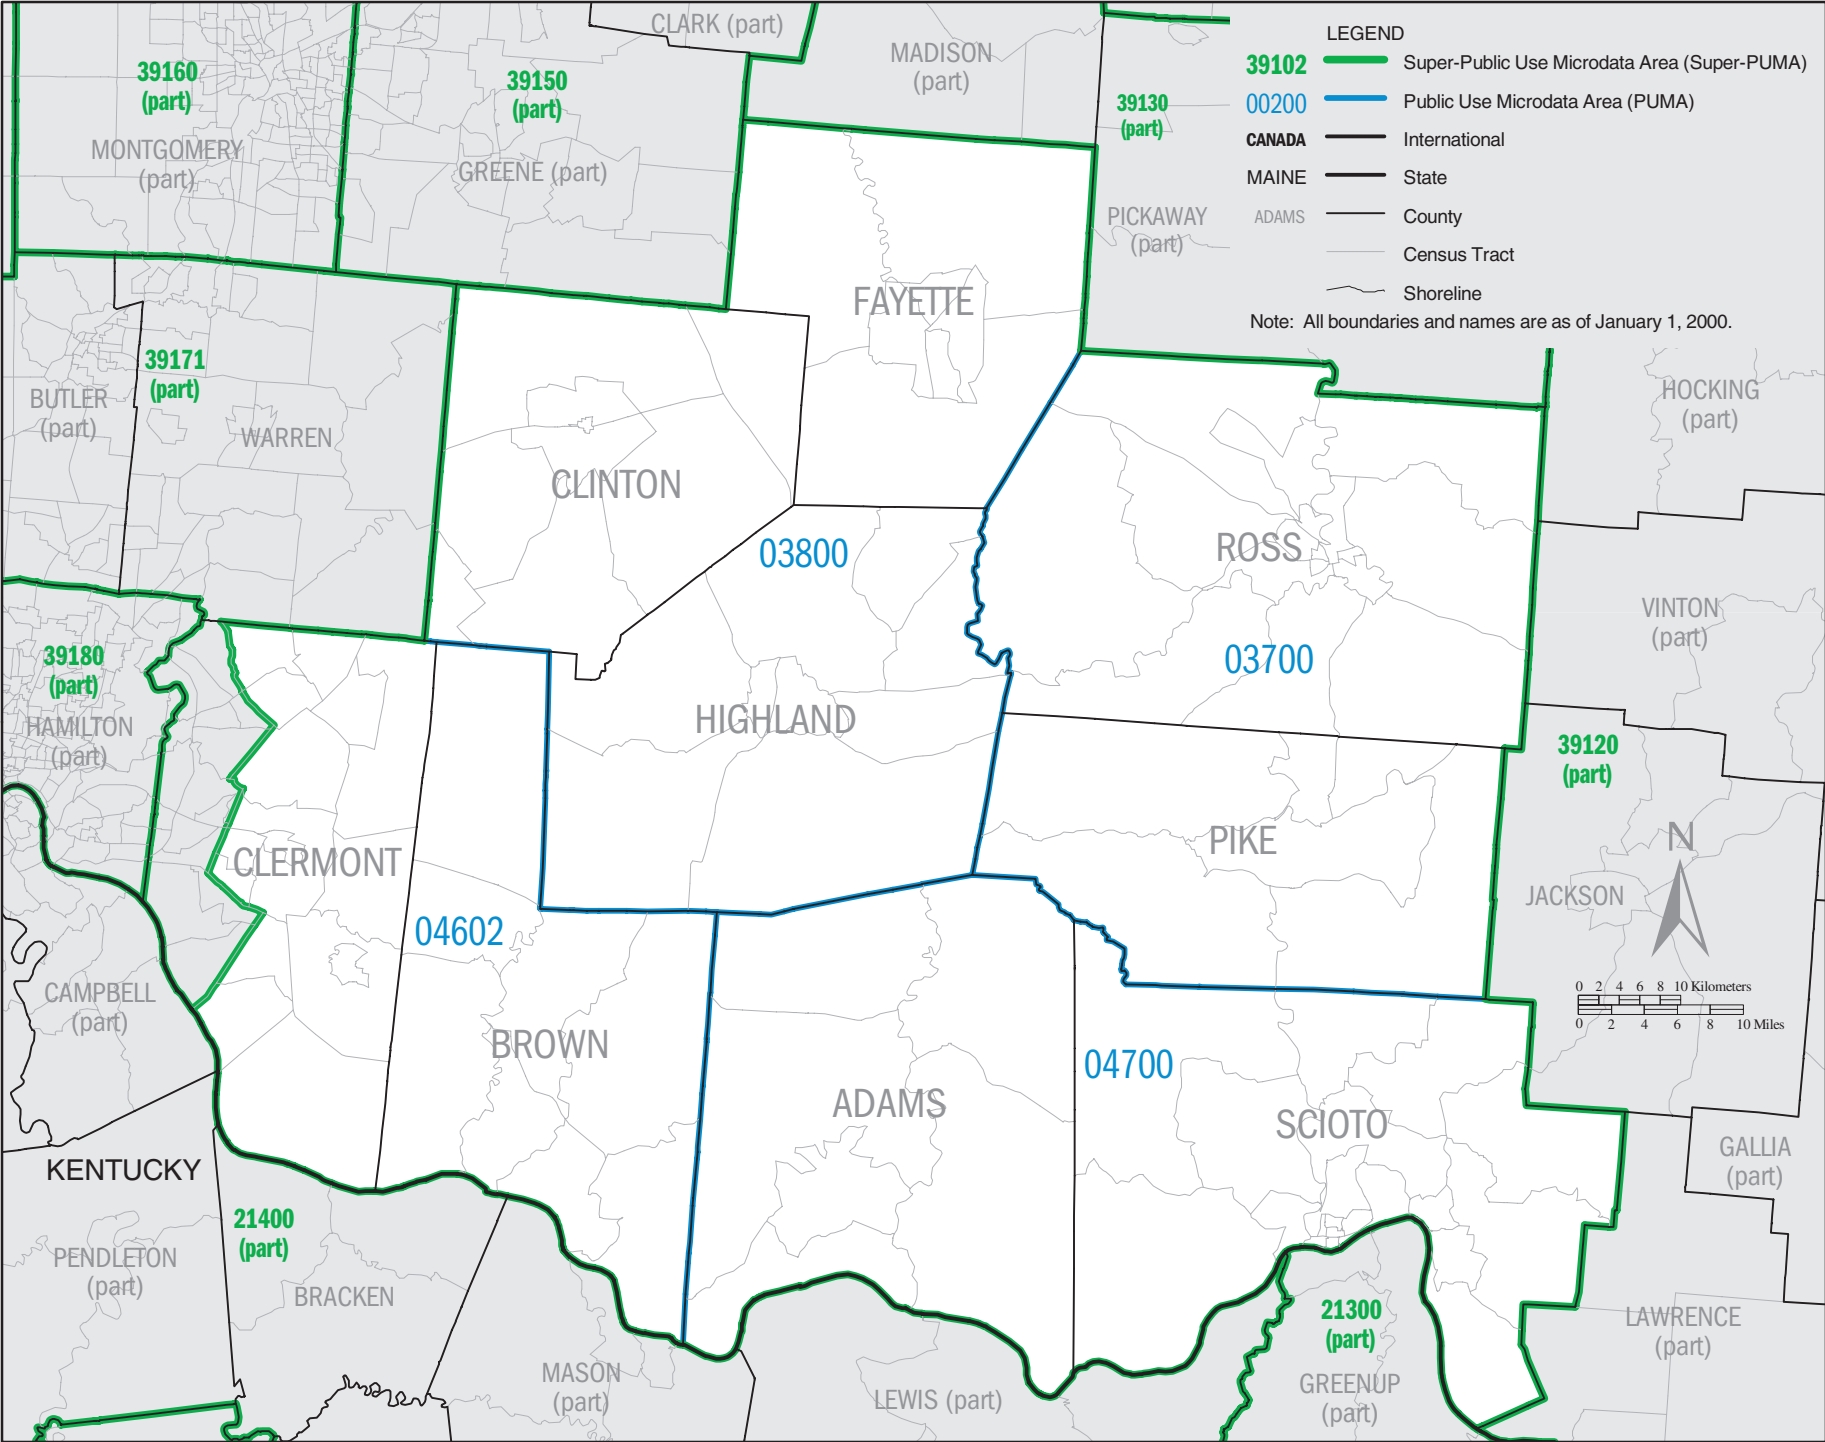 CLARK (part)
MADISON
(part)
39160
(part)
39150
(part)
39130
(part)
MONTGOMERY
(part)
GREENE (part)
PICKAWAY
(part)
LEGEND
39102 Super-Public Use Microdata Area (Super-PUMA)
00200 Public Use Microdata Area (PUMA)
CANADA International
MAINE State
ADAMS County
Census Tract
Shoreline
Note: All boundaries and names are as of January 1, 2000.
FAYETTE
39171
(part)
BUTLER
(part)
WARREN
HOCKING
(part)
CLINTON
03800
ROSS
VINTON
(part)
39180
(part)
03700
HAMILTON
(part)
HIGHLAND
39120
(part)
CLERMONT
PIKE
N
JACKSON
04602
CAMPBELL
(part)
0 2 4 6 8 10 Kilometers
0 2 4 6 8 10 Miles
BROWN
04700
ADAMS
SCIOTO
GALLIA
(part)
KENTUCKY
21400
(part)
PENDLETON
(part)
BRACKEN
21300
(part)
LAWRENCE
(part)
MASON
(part)
LEWIS (part)
GREENUP
(part)